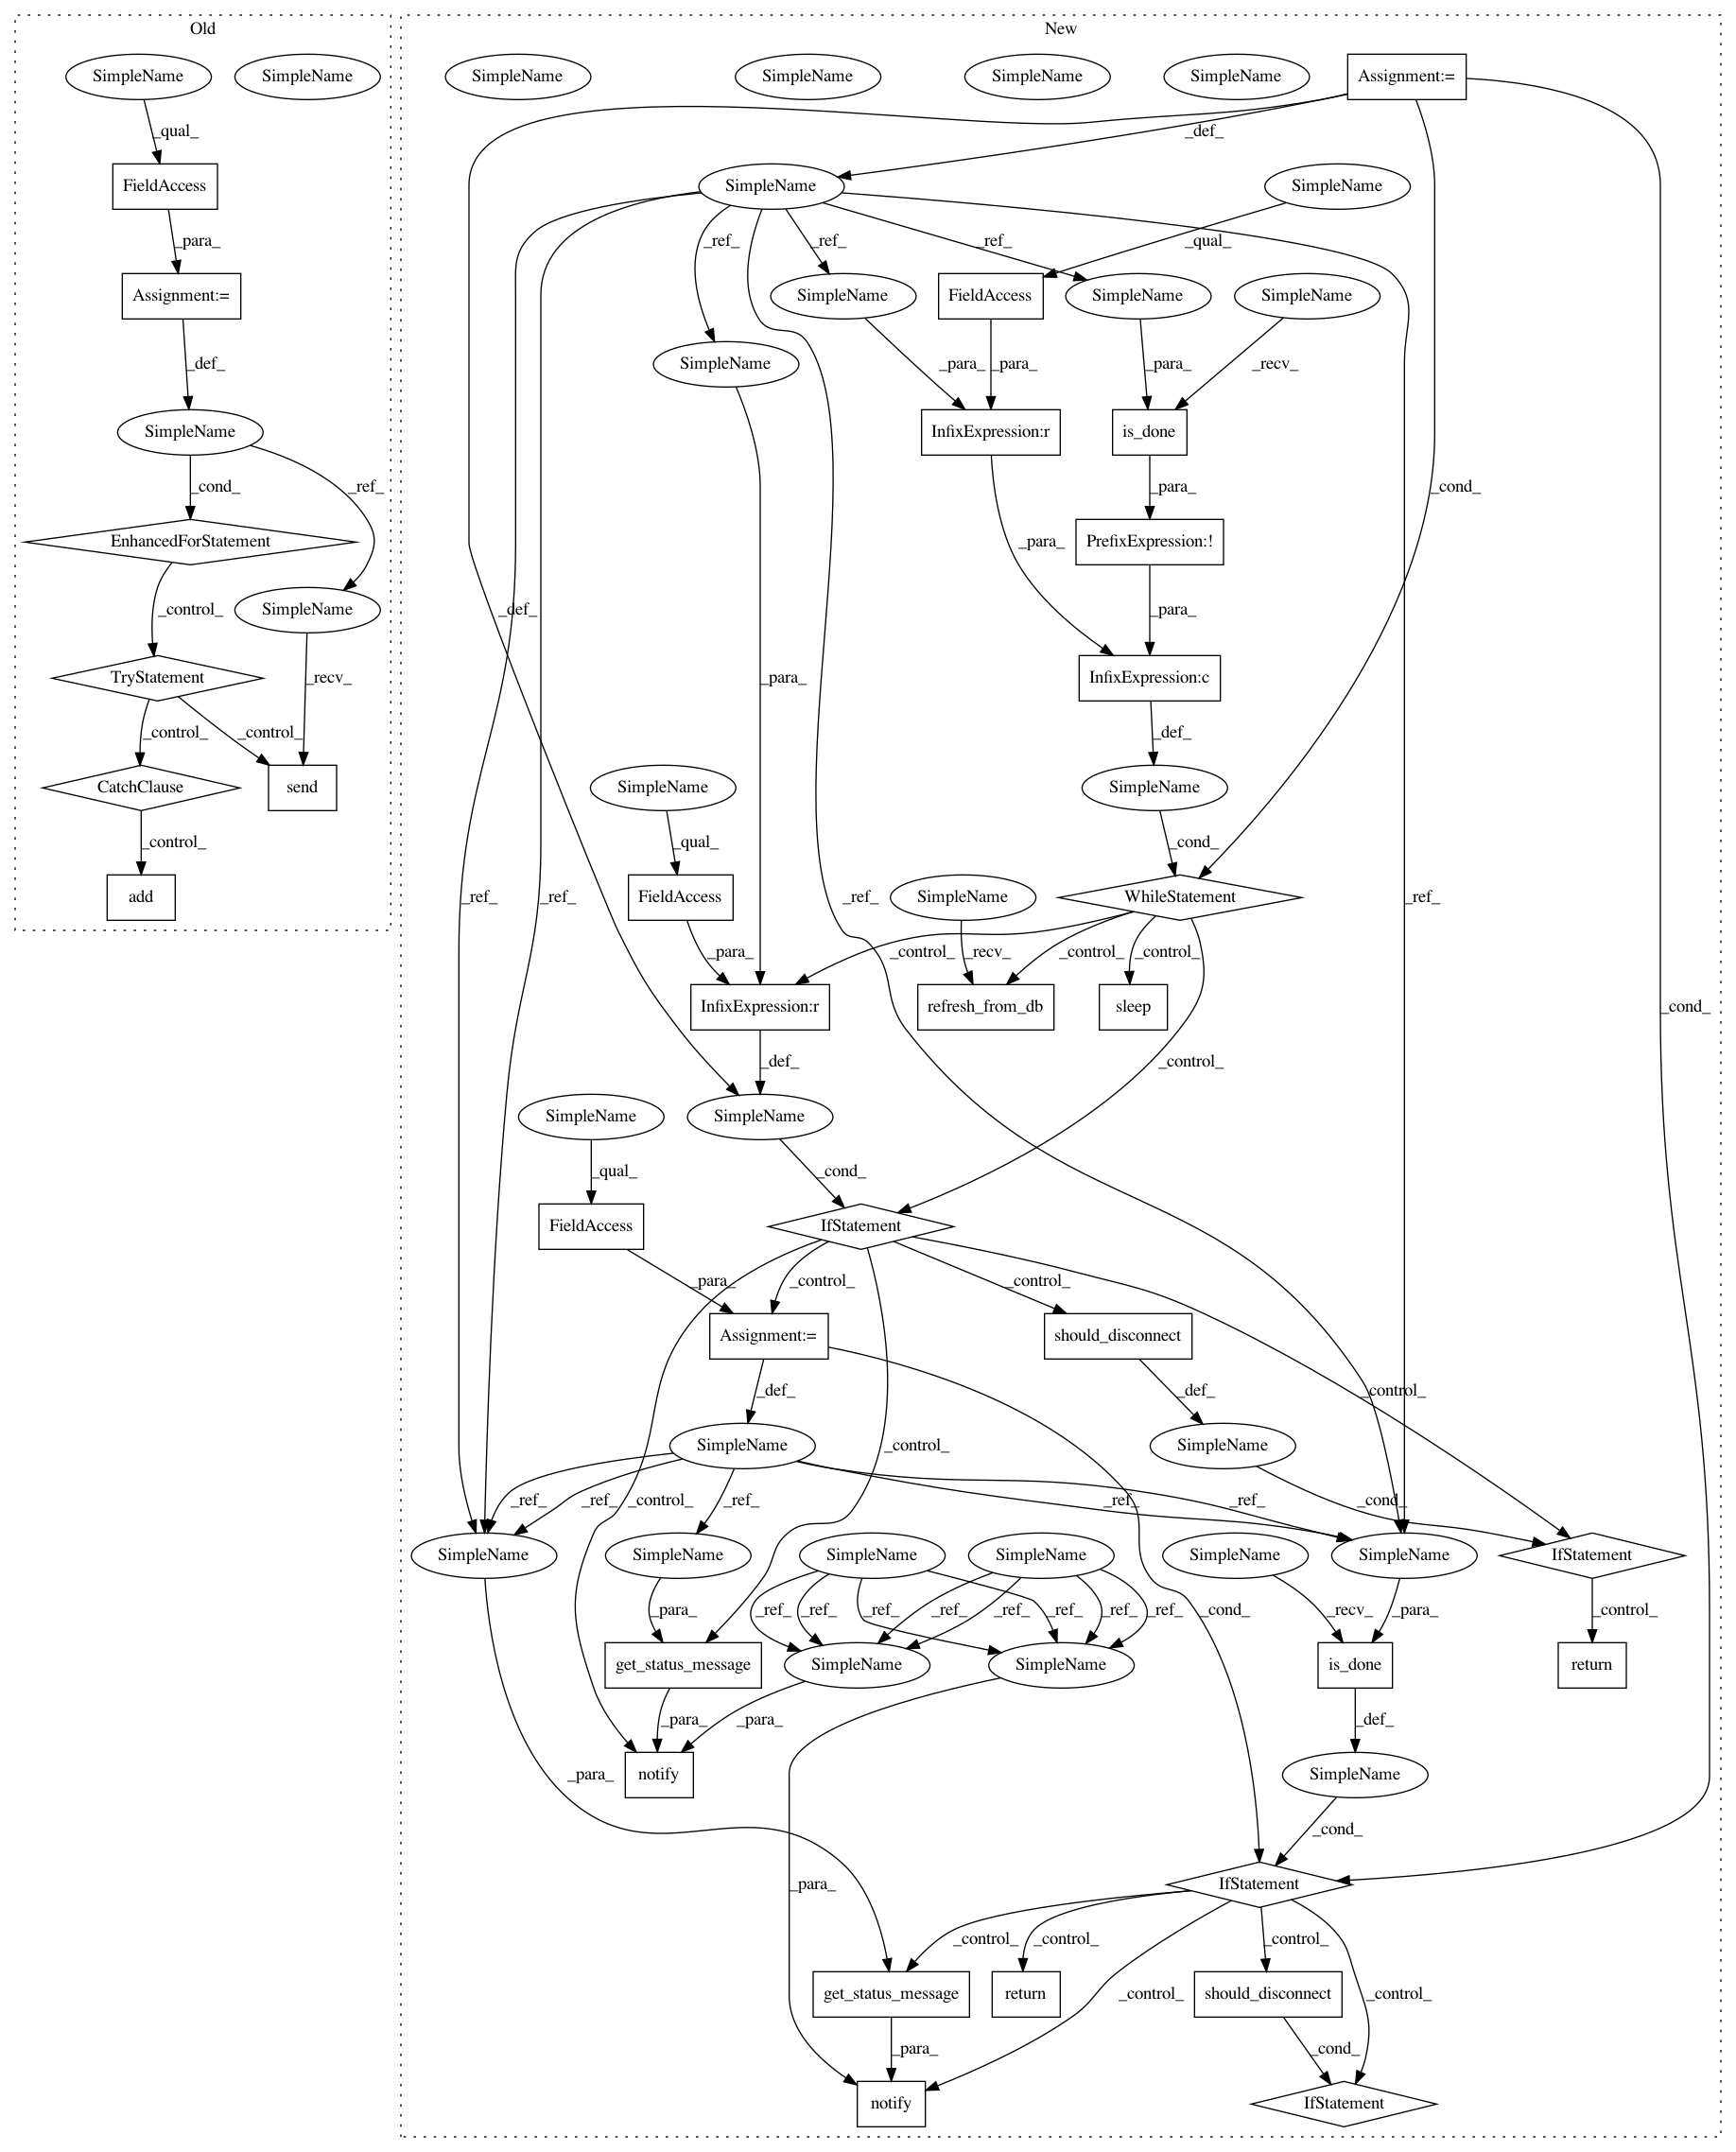 Old
New
SimpleName
SimpleName
SimpleName
SimpleName
SimpleName
SimpleName
Assignment:=
_qual_
_def_
FieldAccess
SimpleName
SimpleName
_para_
_ref_
_ref_
_ref_
_qual_
Assignment:=
SimpleName
FieldAccess
SimpleName
SimpleName
_def_
SimpleName
_para_
_para_
_para_
_recv_
SimpleName
InfixExpression:r
is_done
_cond_
_ref_
_para_
_cond_
EnhancedForStatement
_para_
PrefixExpression:!
_control_
SimpleName
_def_
_para_
TryStatement
_recv_
_para_
InfixExpression:c
_control_
_control_
_def_
CatchClause
send
SimpleName
SimpleName
_control_
_qual_
_cond_
add
FieldAccess
SimpleName
WhileStatement
_ref_
_ref_
_ref_
_ref_
_para_
_control_
_recv_
_control_
_control_
InfixExpression:r
refresh_from_db
sleep
_cond_
_def_
_control_
SimpleName
SimpleName
_qual_
_cond_
FieldAccess
IfStatement
_para_
_control_
_control_
Assignment:=
should_disconnect
_def_
_def_
_control_
SimpleName
_control_
SimpleName
_ref_
_ref_
_ref_
_control_
_ref_
_ref_
_cond_
SimpleName
SimpleName
SimpleName
SimpleName
SimpleName
SimpleName
IfStatement
_para_
_ref_
_ref_
_ref_
_ref_
_ref_
_ref_
_ref_
_ref_
_cond_
_recv_
_para_
_control_
get_status_message
SimpleName
SimpleName
is_done
return
_para_
_para_
_def_
_para_
notify
SimpleName
_cond_
_para_
IfStatement
_control_
_control_
_control_
_control_
_control_
get_status_message
return
should_disconnect
_para_
_cond_
notify
IfStatement